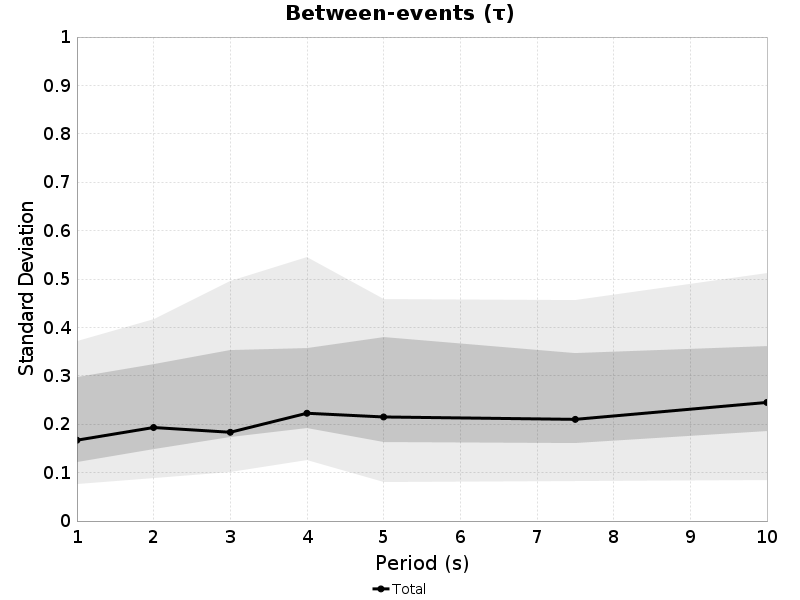 Between-events (τ)
1
0.9
0.8
0.7
0.6
0.5
0.4
0.3
0.2
0.1
0
Standard Deviation
1 2 3 4 5 6 7 8 9 10
Period (s)
Total